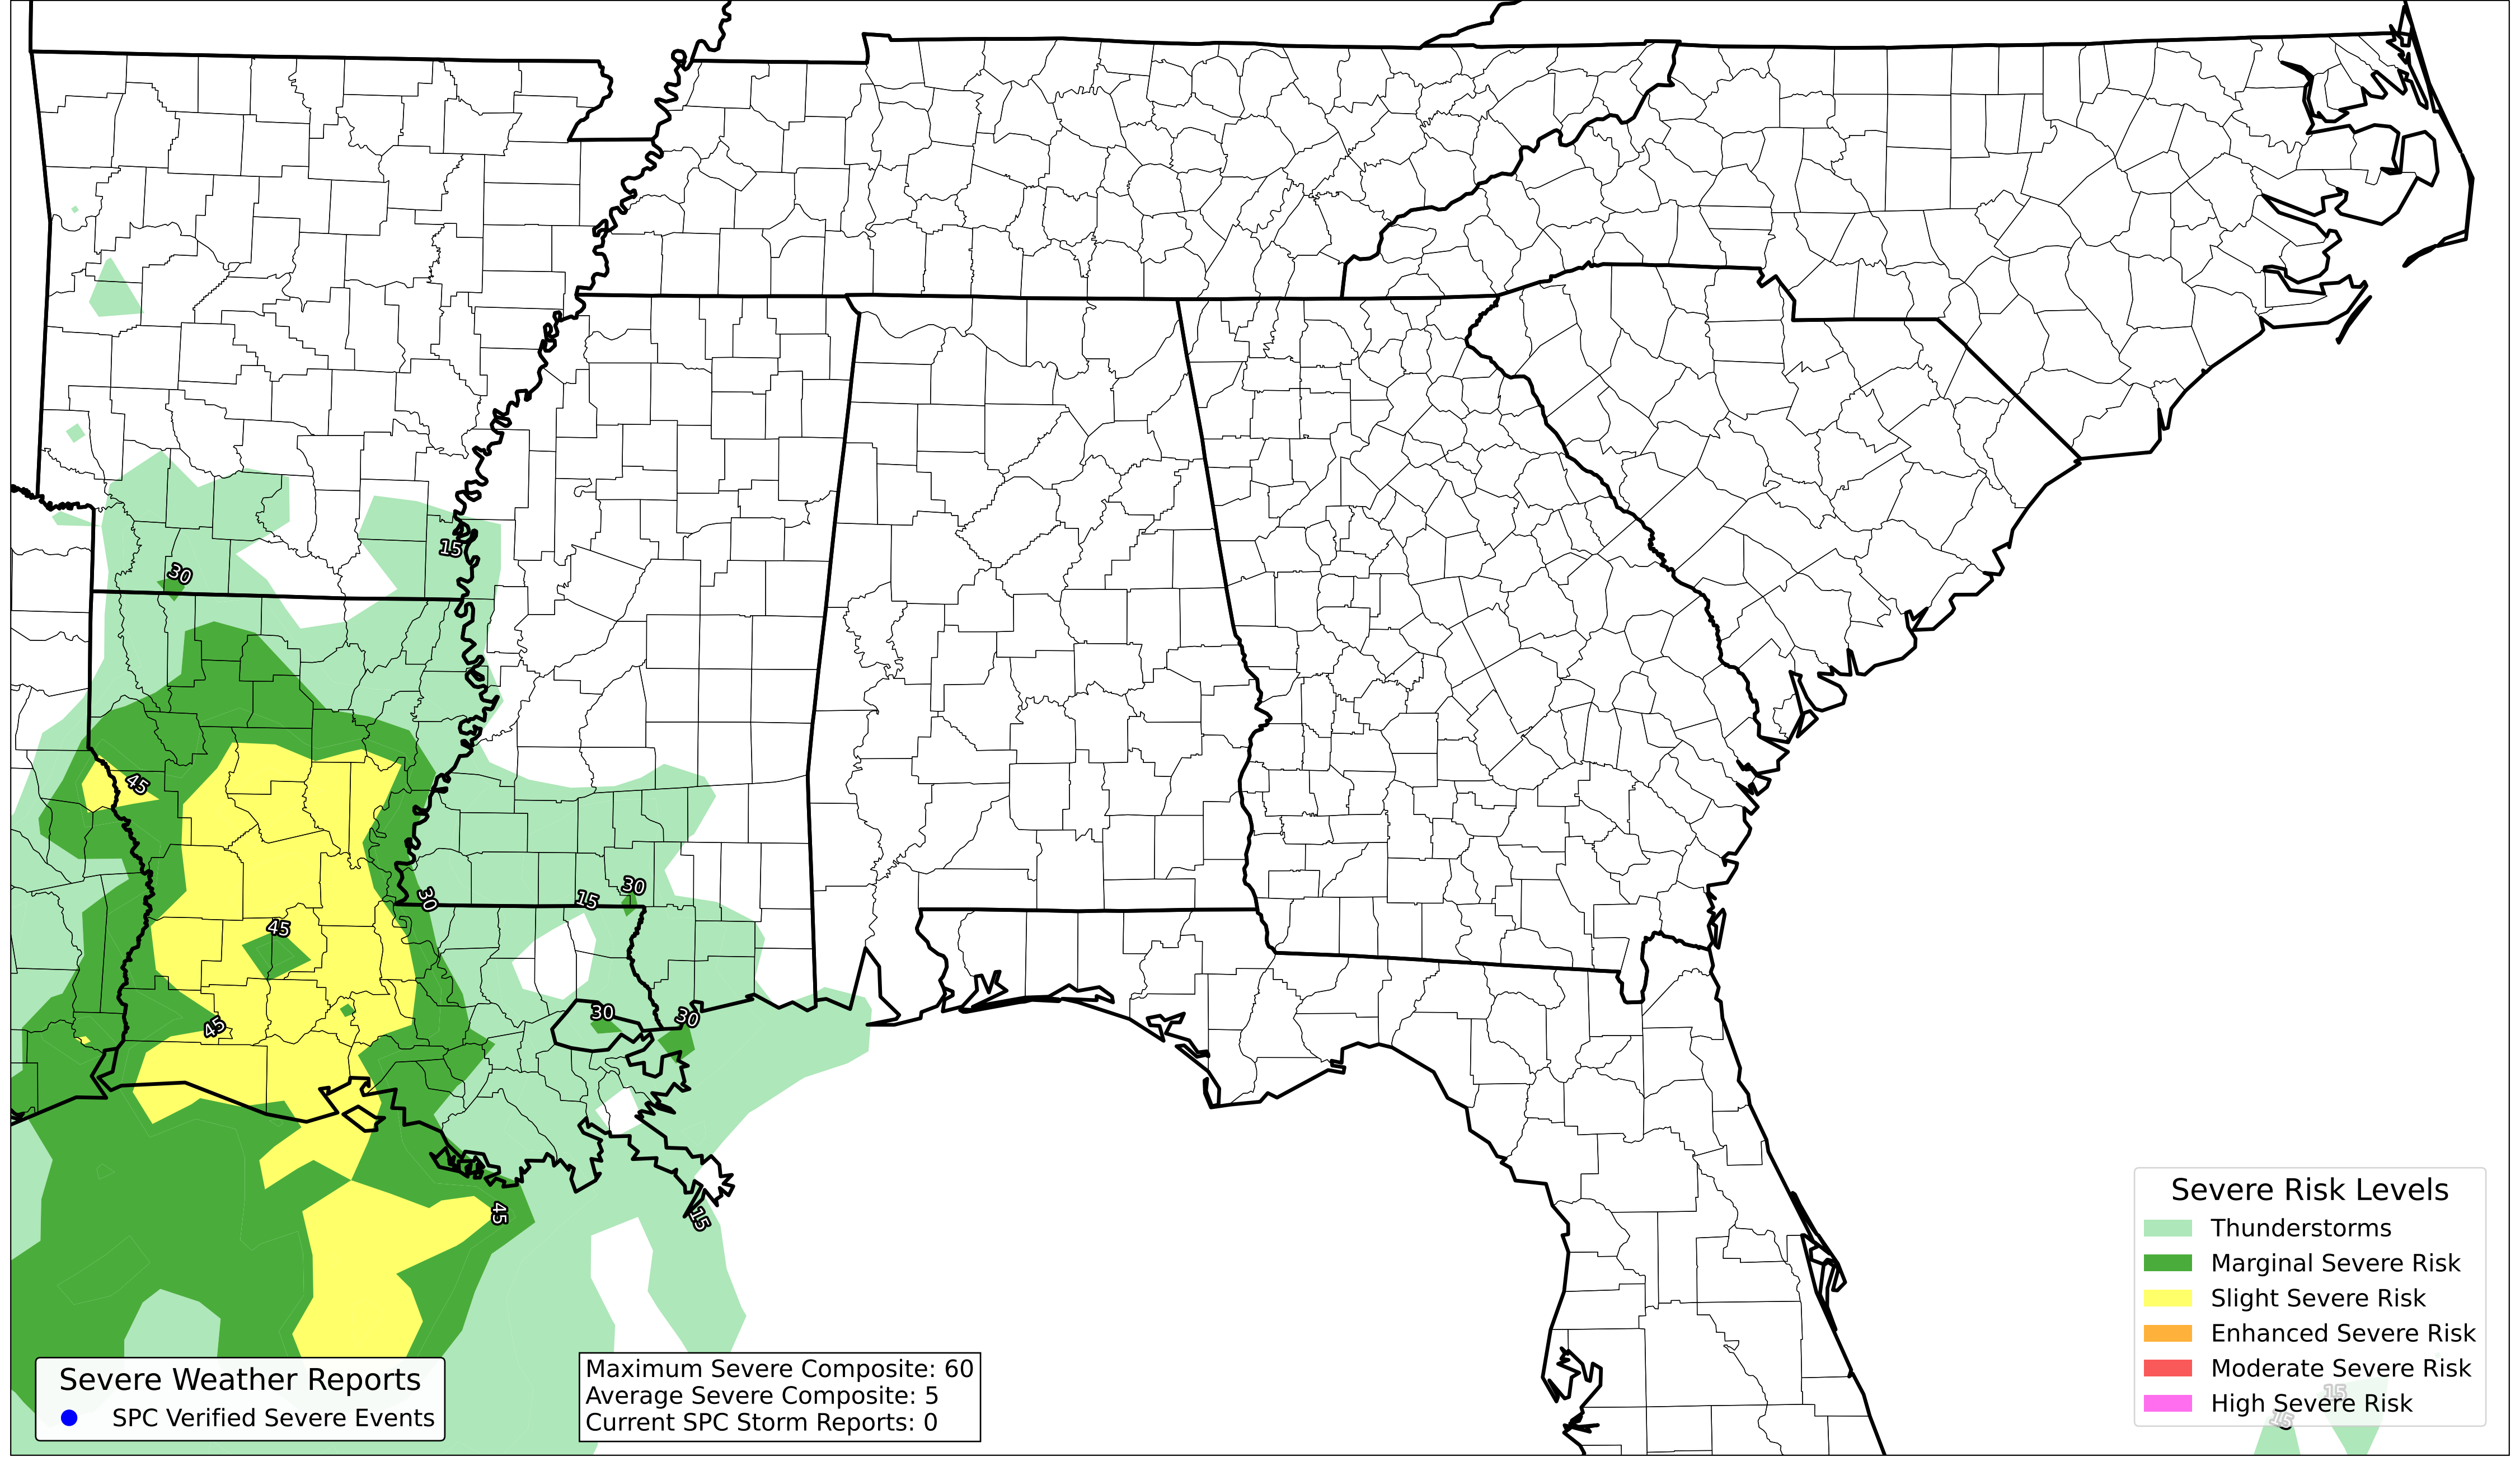 15
30
45
30
15
30
45
45
30
30
45
15
Severe Weather Reports
SPC Verified Severe Events
Maximum Severe Composite: 60
Average Severe Composite: 5
Current SPC Storm Reports: 0
Severe Risk Levels
Thunderstorms
Marginal Severe Risk
Slight Severe Risk
Enhanced Severe Risk
Moderate Severe Risk
High Severe Risk
15
15